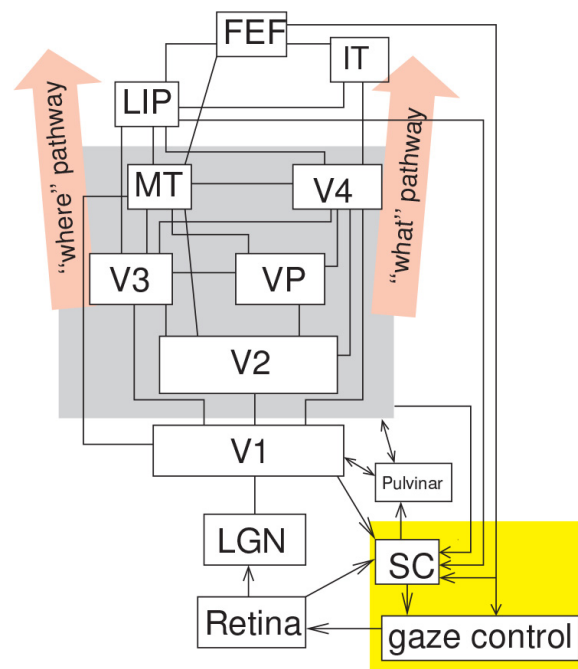 FEF
IT
LIP
"where" pathway
"what" pathway
MT
V4
V3
VP
V2
V1
Pulvinar
LGN
SC
Retina
gaze control